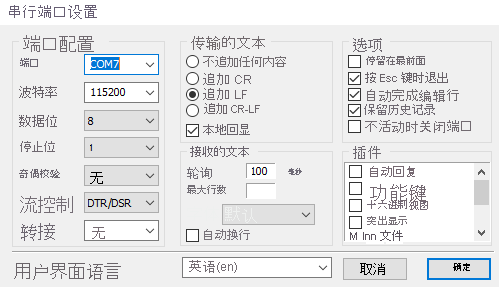 串行端口设置
端口配置
端口 COM7
波特率 115200
数据位 8
停止位 1
奇偶校验 无
流控制 DTR/DSR
转接 无
传输的文本
不追加任何内容
追加 CR
追加 LF
追加 CR-LF
本地回显
接收的文本
轮询 100 毫秒
最大行数
默认
自动换行
选项
停留在最前面
按 Esc 键时退出
自动完成编辑行
保留历史记录
不活动时关闭端口
插件
自动回复
功能键
十六进制视图
突出显示
M Inn 文件
用户界面语言 英语(en) 取消 确定